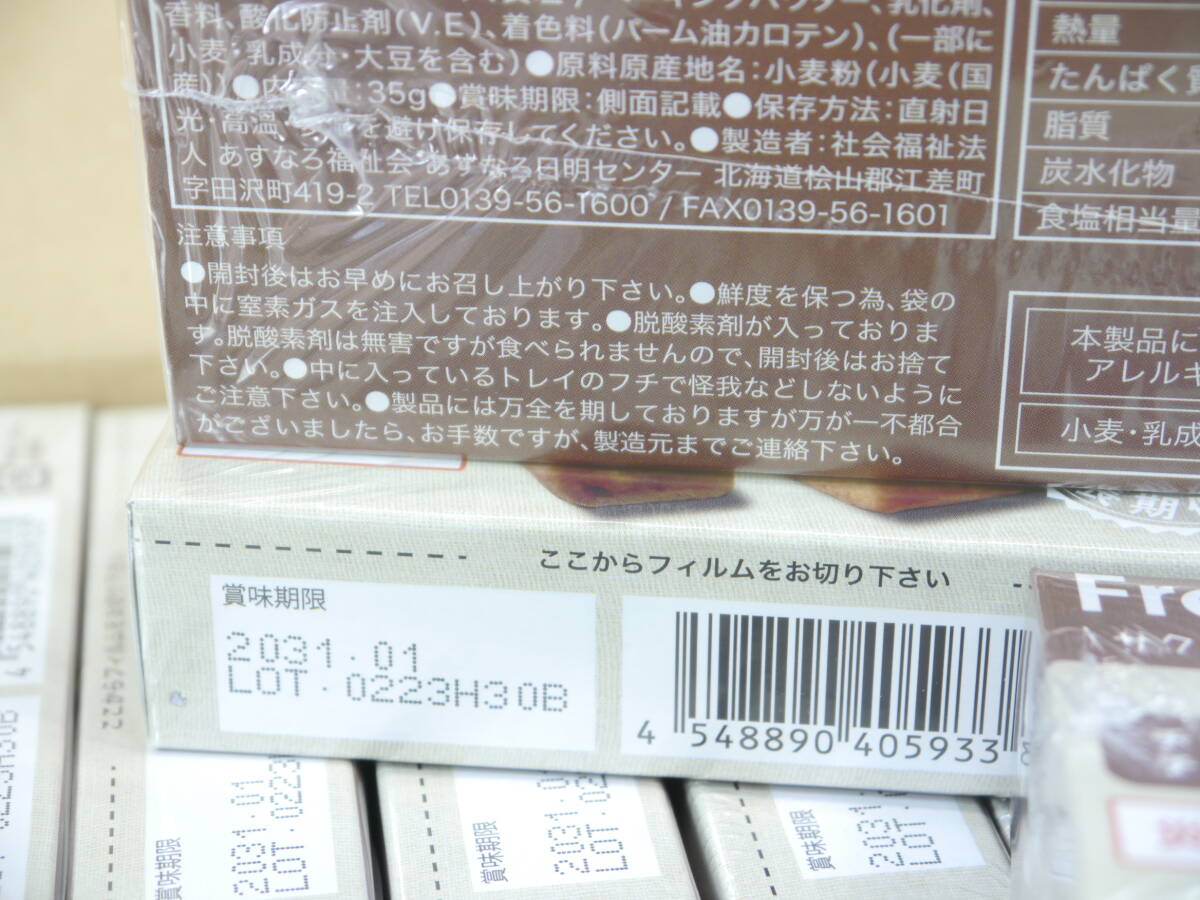 香料、酸化防止剤(V.E)、着色料(パーム油カロテン)、(一部に
小麦・乳成分・大豆を含む)●原料原産地名:小麦粉(小麦(国
産))●内 量:35g●賞味期限:側面記載●保存方法:直射日
光・高温、 を避け保存してください。●製造者:社会福祉法
人 あすなろ福祉会 あすなろ明センター 北海道桧山郡江差町
字田沢町419-2 TEL0139-56-1600 / FAX0139-56-1601
注意事項
●開封後はお早めにお召し上がり下さい。●鮮度を保つ為、袋の
中に窒素ガスを注入しております。●脱酸素剤が入っておりま
す。脱酸素剤は無害ですが食べられませんので、開封後はお捨て
下さい。●中に入っているトレイのフチで怪我などしないように
ご注意下さい。●製品には万全を期しておりますが万が一不都合
がございましたら、お手数ですが、製造元までご連絡下さい。
熱量
たんぱく
脂質
炭水化物
食塩相当量
本製品に
アレルギ
小麦・乳成
ここからフィルムをお切り下さい
賞味期限
2031.01
LOT.0223H30B
4 548890 405933
Fre
サク
賞味期限
2031.01
LOT.0223
賞味期限
2031.0
LOT.02
賞味期限
2031
LOT